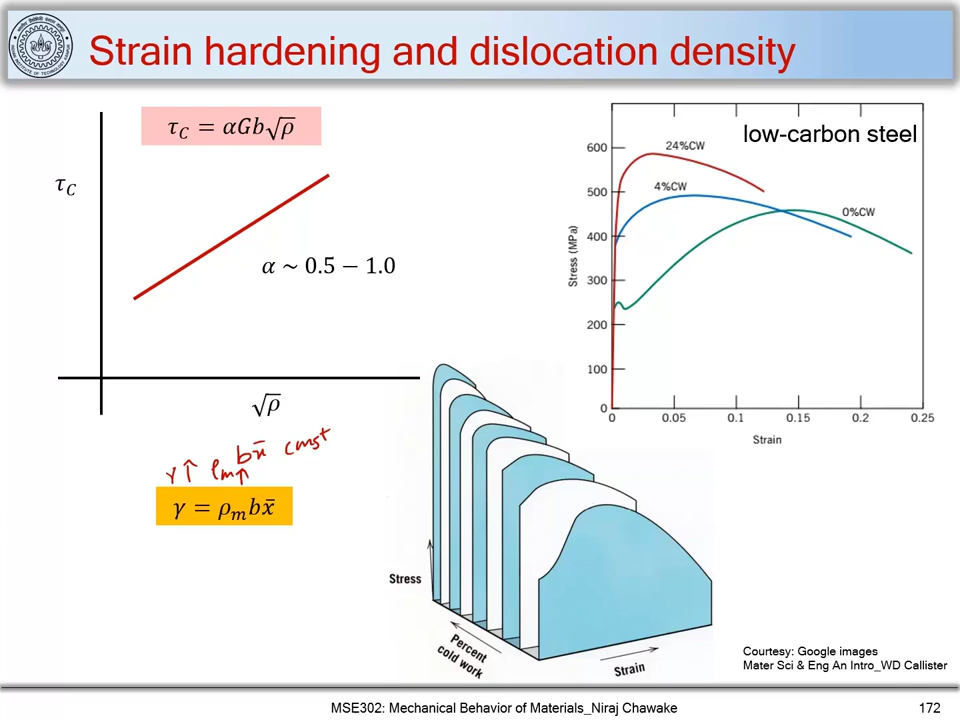 Strain hardening and dislocation density
τ_C = αGb√ρ
τ_C
α ~ 0.5 − 1.0
√ρ
γ↑ ρ_m↑ b x̄ const
γ = ρ_m b x̄
low-carbon steel
600
500
400
300
200
100
0
Stress (MPa)
24%CW
4%CW
0%CW
0 0.05 0.1 0.15 0.2 0.25
Strain
Stress
Percent
cold work
Strain
Courtesy: Google images
Mater Sci & Eng An Intro_WD Callister
MSE302: Mechanical Behavior of Materials_Niraj Chawake 172